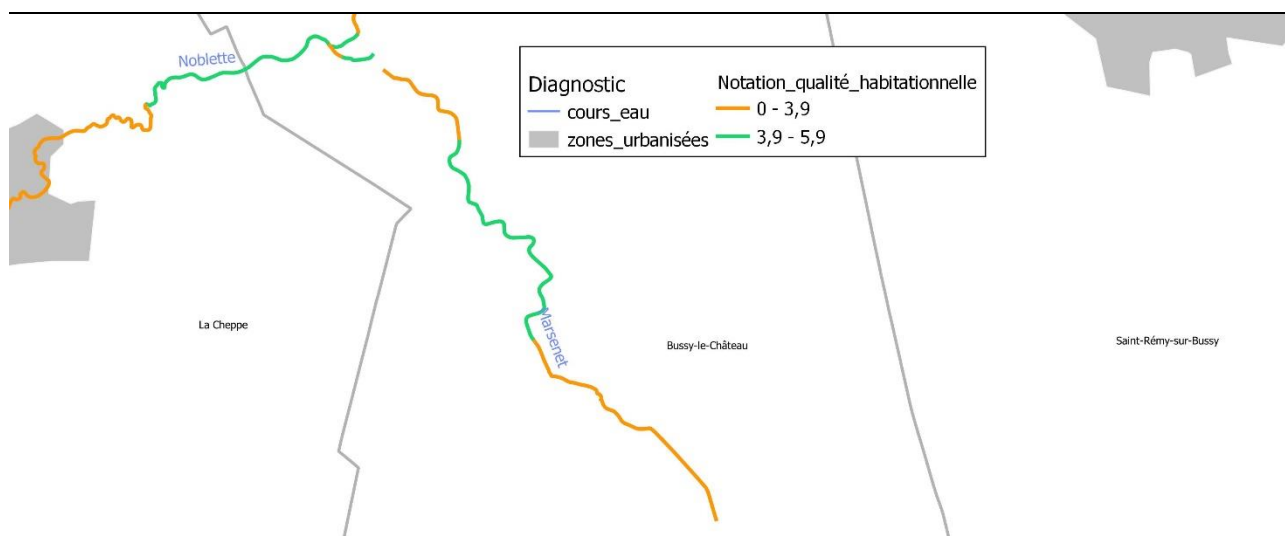 Noblette
Diagnostic
cours_eau
zones_urbanisées
Notation_qualité_habitationnelle
0 - 3,9
3,9 - 5,9
Marsenet
La Cheppe
Bussy-le-Château
Saint-Rémy-sur-Bussy